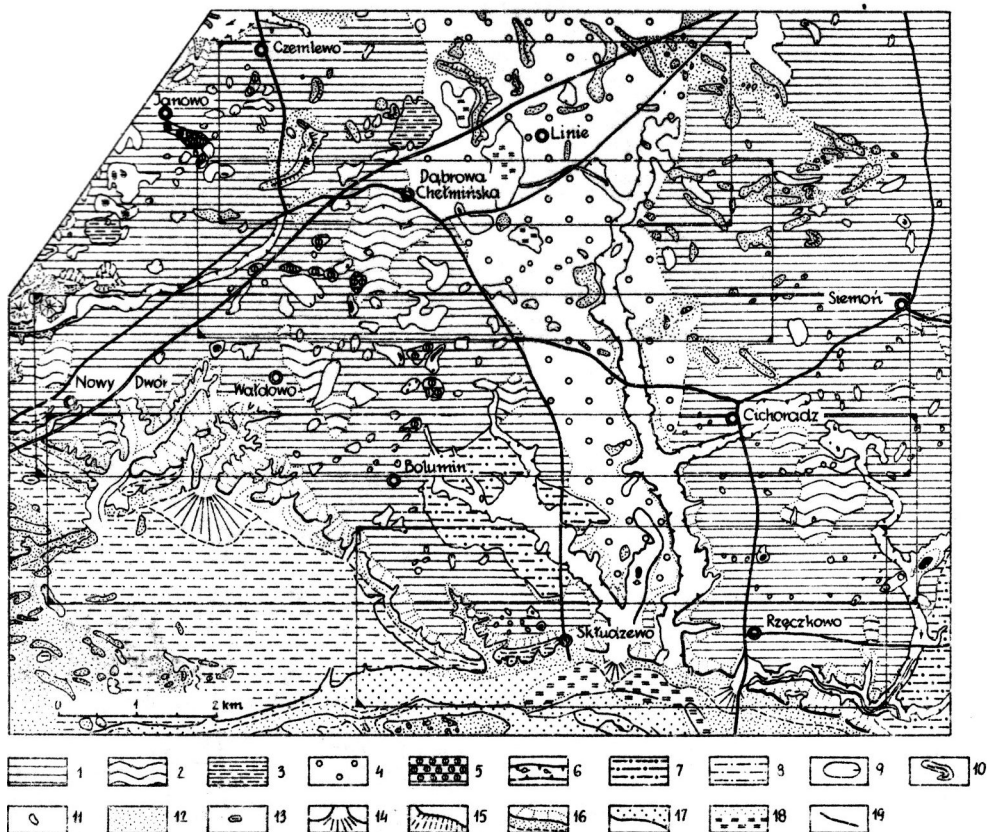 Czemlewo
Janowo
Linie
Dąbrowa
Chełmińska
Siemoń
Nowy Dwór
Wałdowo
Cichoradz
Bolumin
Skłudzewo
Rzęczkowo
0 1 2 km
1 2 3 4 5 6 7 8 9 10
11 12 13 14 15 16 17 18 19